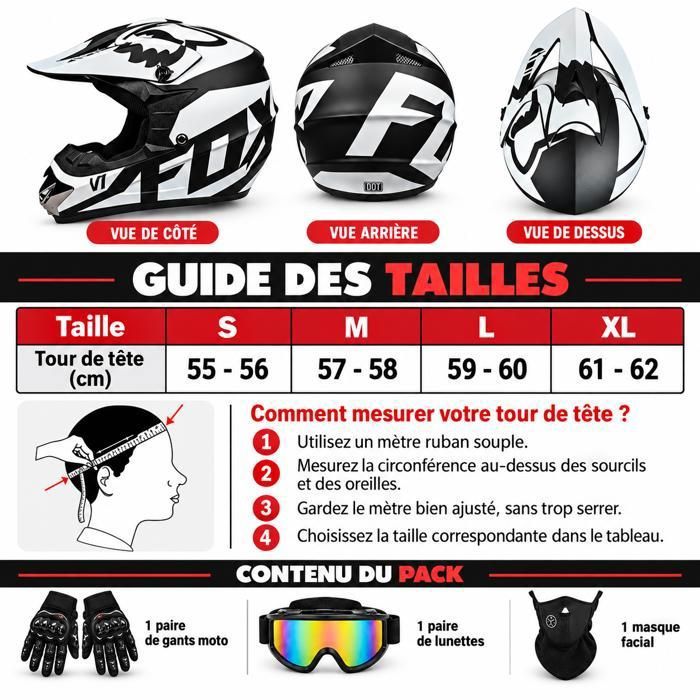 FOX
V1
F
DOT
VUE DE CÔTÉ
VUE ARRIÈRE
VUE DE DESSUS
GUIDE DES TAILLES
Taille S M L XL
Tour de tête (cm) 55 - 56 57 - 58 59 - 60 61 - 62
Comment mesurer votre tour de tête ?
1 Utilisez un mètre ruban souple.
2 Mesurez la circonférence au-dessus des sourcils
et des oreilles.
3 Gardez le mètre bien ajusté, sans trop serrer.
4 Choisissez la taille correspondante dans le tableau.
CONTENU DU PACK
1 paire
de gants moto
1 paire
de lunettes
1 masque
facial